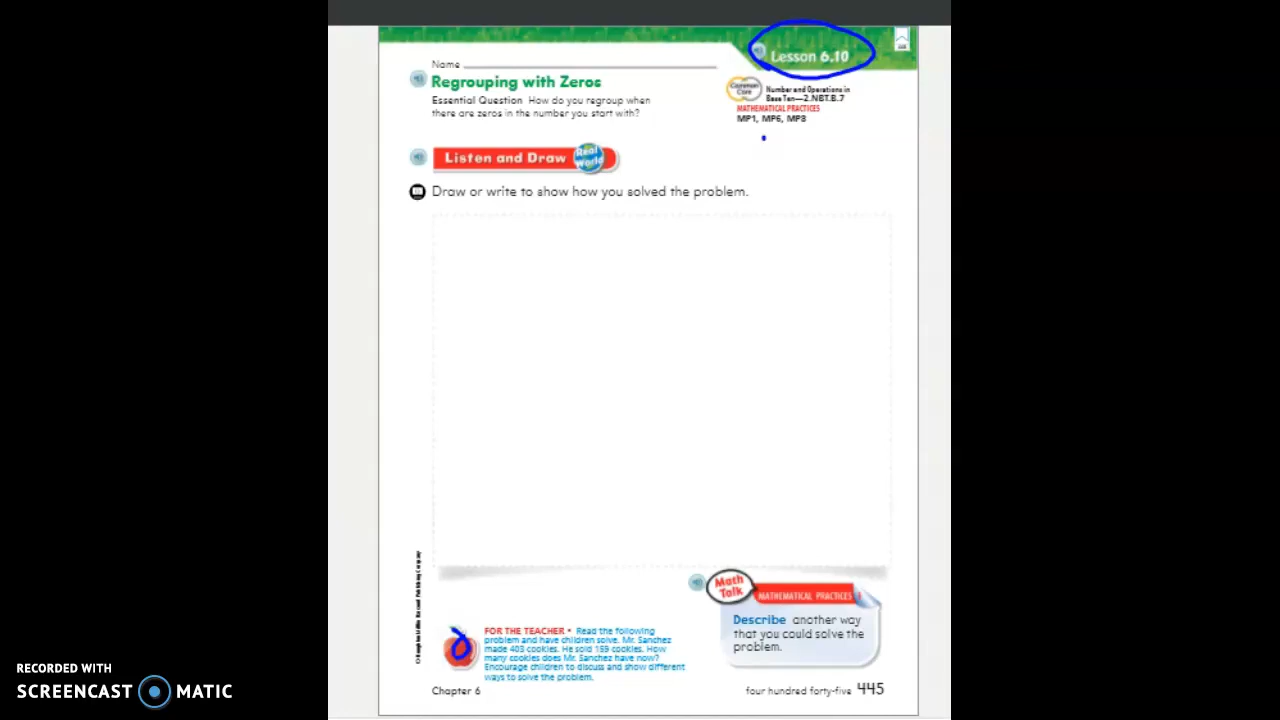 Lesson 6.10
Name
Regrouping with Zeros
Essential Question How do you regroup when
there are zeros in the number you start with?
Common
Core
Number and Operations in
Base Ten—2.NBT.B.7
MATHEMATICAL PRACTICES
MP1, MP6, MP8
Listen and Draw
Real
World
Draw or write to show how you solved the problem.
Math
Talk
MATHEMATICAL PRACTICES
Describe another way
that you could solve the
problem.
FOR THE TEACHER • Read the following
problem and have children solve. Mr. Sanchez
made 403 cookies. He sold 159 cookies. How
many cookies does Mr. Sanchez have now?
Encourage children to discuss and show different
ways to solve the problem.
Chapter 6
four hundred forty-five 445
RECORDED WITH
SCREENCAST MATIC